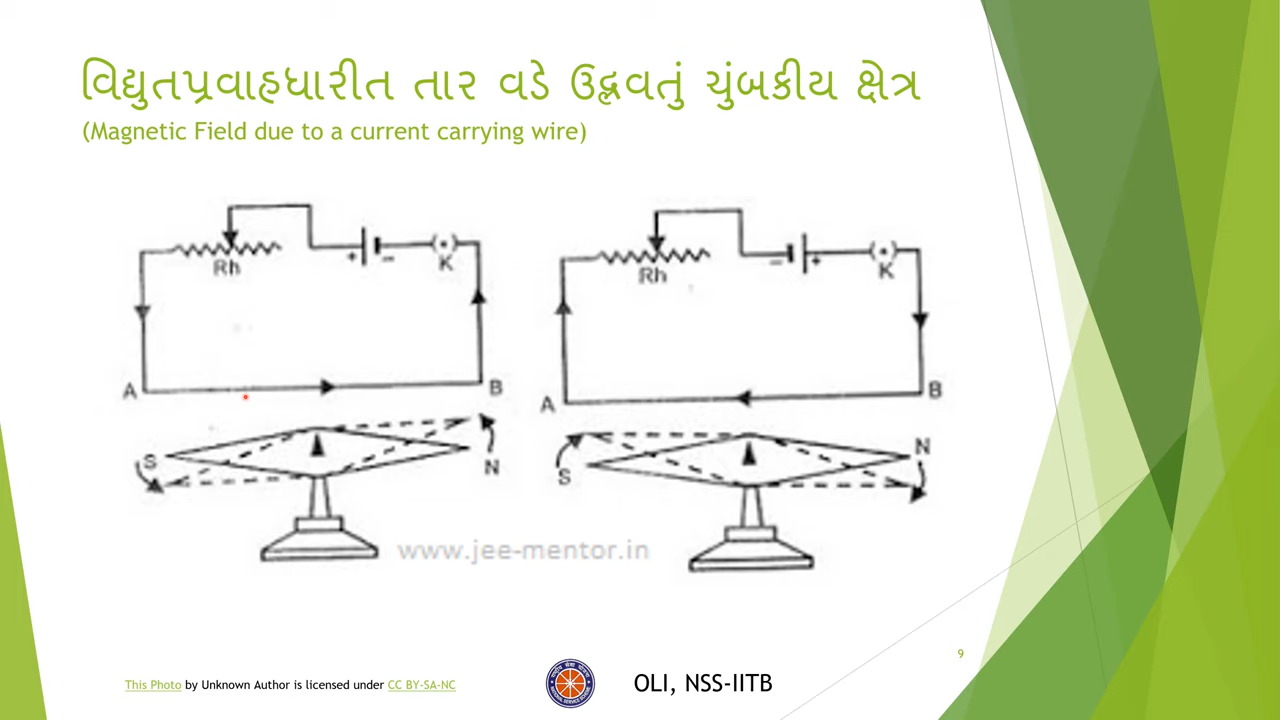 વિદ્યુતપ્રવાહધારીત તાર વડે ઉદ્ભવતું ચુંબકીય ક્ષેત્ર
(Magnetic Field due to a current carrying wire)
Rh
+
-
K
A
B
S
N
Rh
-
+
K
A
B
S
N
www.jee-mentor.in
9
This Photo by Unknown Author is licensed under CC BY-SA-NC
OLI, NSS-IITB